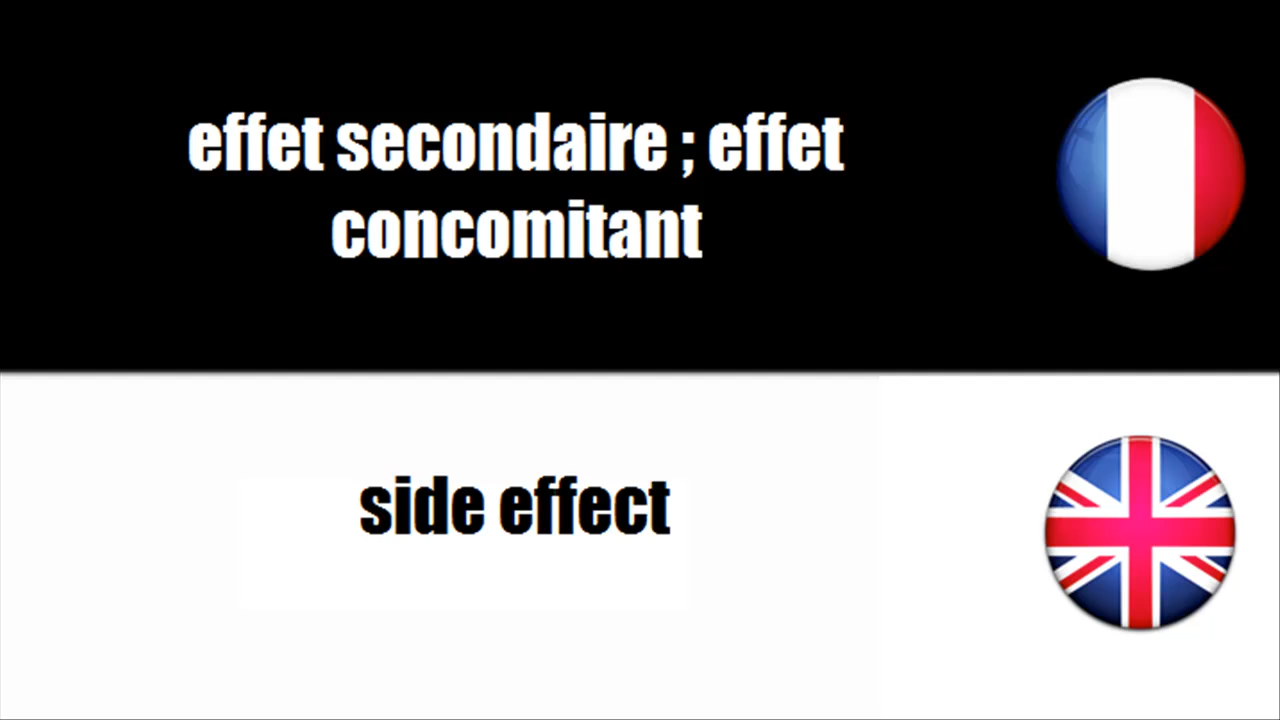 effet secondaire ; effet
concomitant
side effect